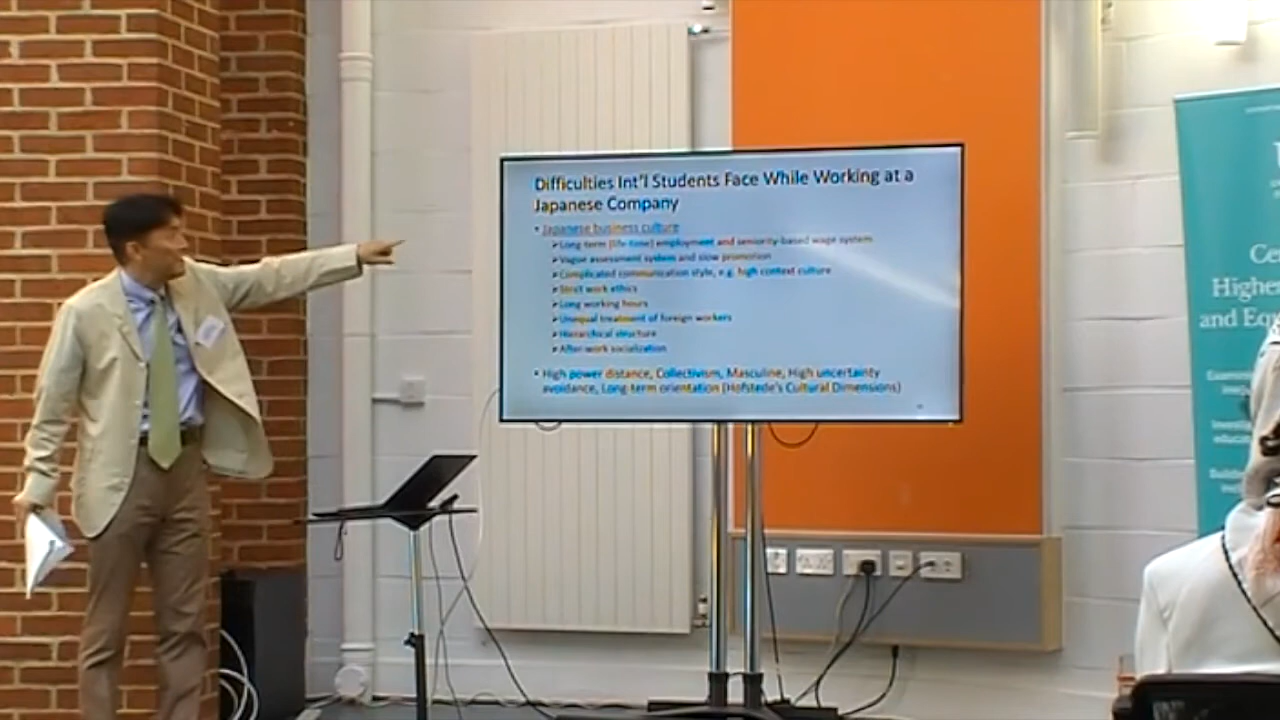 Difficulties Int'l Students Face While Working at a
Japanese Company
• Japanese business culture
➢Long-term (life-time) employment and seniority-based wage system
➢Vague assessment system and slow promotion
➢Complicated communication style, e.g. high context culture
➢Strict work ethics
➢Long working hours
➢Unequal treatment of foreign workers
➢Hierarchical structure
➢After-work socialization
• High power distance, Collectivism, Masculine, High uncertainty
avoidance, Long-term orientation (Hofstede's Cultural Dimensions)
Higher
and